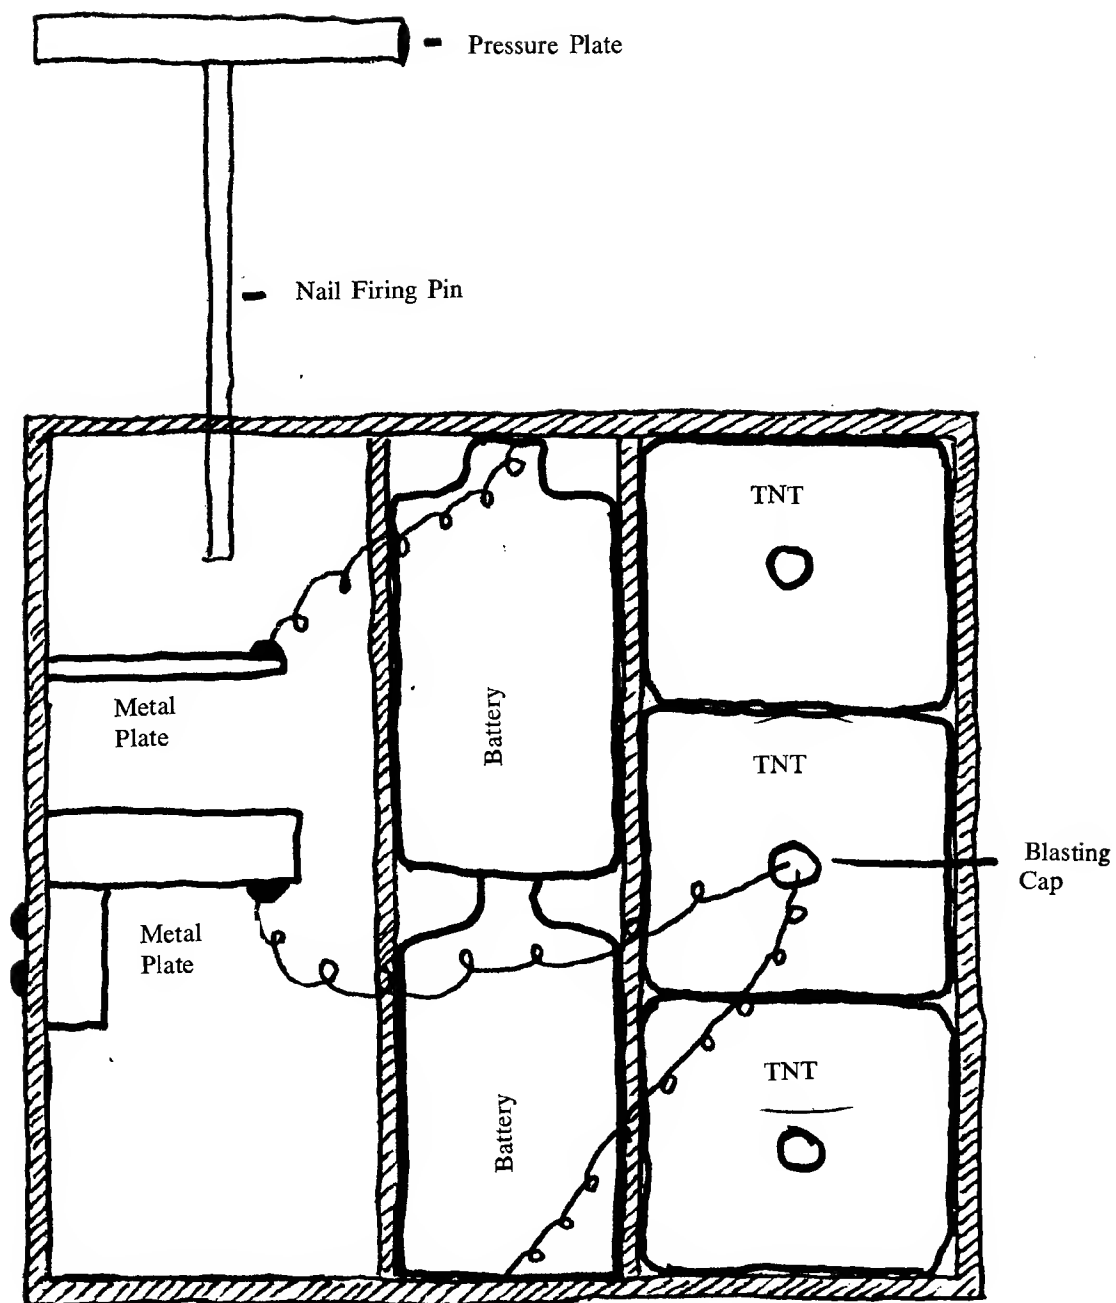 Pressure Plate
Nail Firing Pin
TNT
Metal
Plate
Battery
TNT
Blasting
Cap
Metal
Plate
TNT
Battery